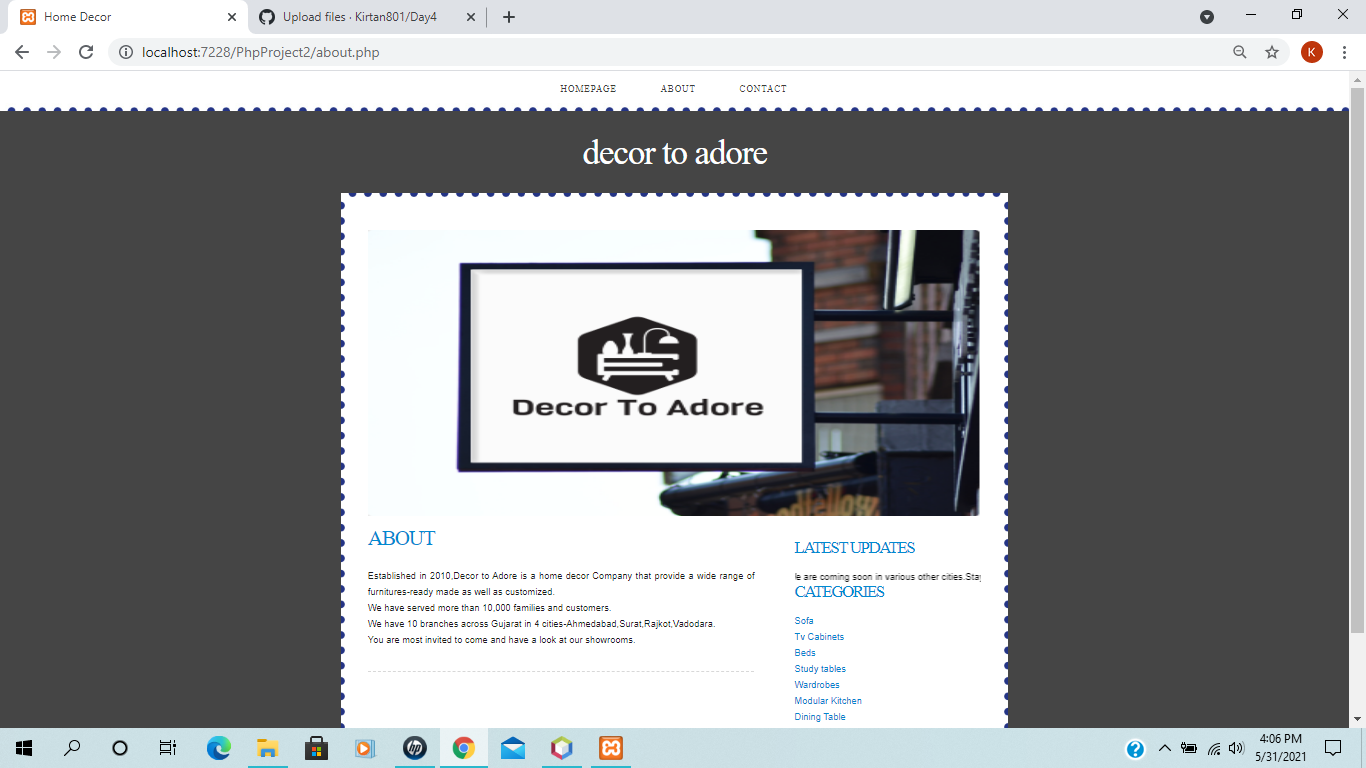 Home Decor
Upload files · Kirtan801/Day4
localhost:7228/PhpProject2/about.php
K
HOMEPAGE ABOUT CONTACT
decor to adore
Decor To Adore
ABOUT
Established in 2010,Decor to Adore is a home decor Company that provide a wide range of
furnitures-ready made as well as customized.
We have served more than 10,000 families and customers.
We have 10 branches across Gujarat in 4 cities-Ahmedabad,Surat,Rajkot,Vadodara.
You are most invited to come and have a look at our showrooms.
LATEST UPDATES
e are coming soon in various other cities.Stay
CATEGORIES
Sofa
Tv Cabinets
Beds
Study tables
Wardrobes
Modular Kitchen
Dining Table
hp
4:06 PM
5/31/2021